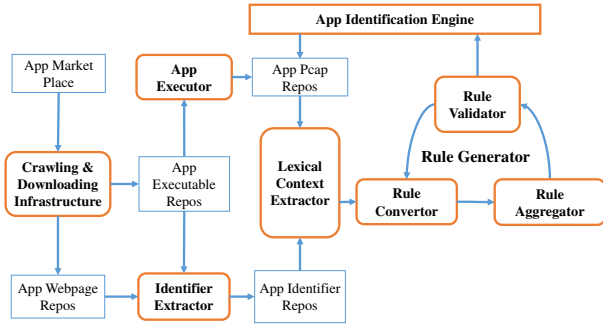 App Identification Engine
App Market
Place
App
Executor
App Pcap
Repos
Rule
Validator
Crawling &
Downloading
Infrastructure
App
Executable
Repos
Lexical
Context
Extractor
Rule Generator
Rule
Convertor
Rule
Aggregator
App Webpage
Repos
Identifier
Extractor
App Identifier
Repos